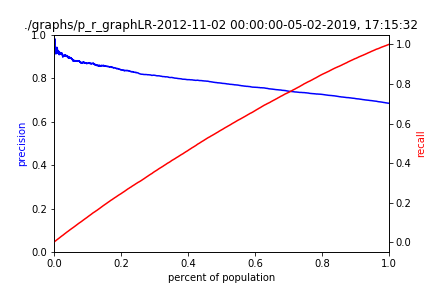 ./graphs/p_r_graphLR-2012-11-02 00:00:00-05-02-2019, 17:15:32
1.0
0.8
0.6
0.4
0.2
0.0
precision
1.0
0.8
0.6
0.4
0.2
0.0
recall
0.0 0.2 0.4 0.6 0.8 1.0
percent of population